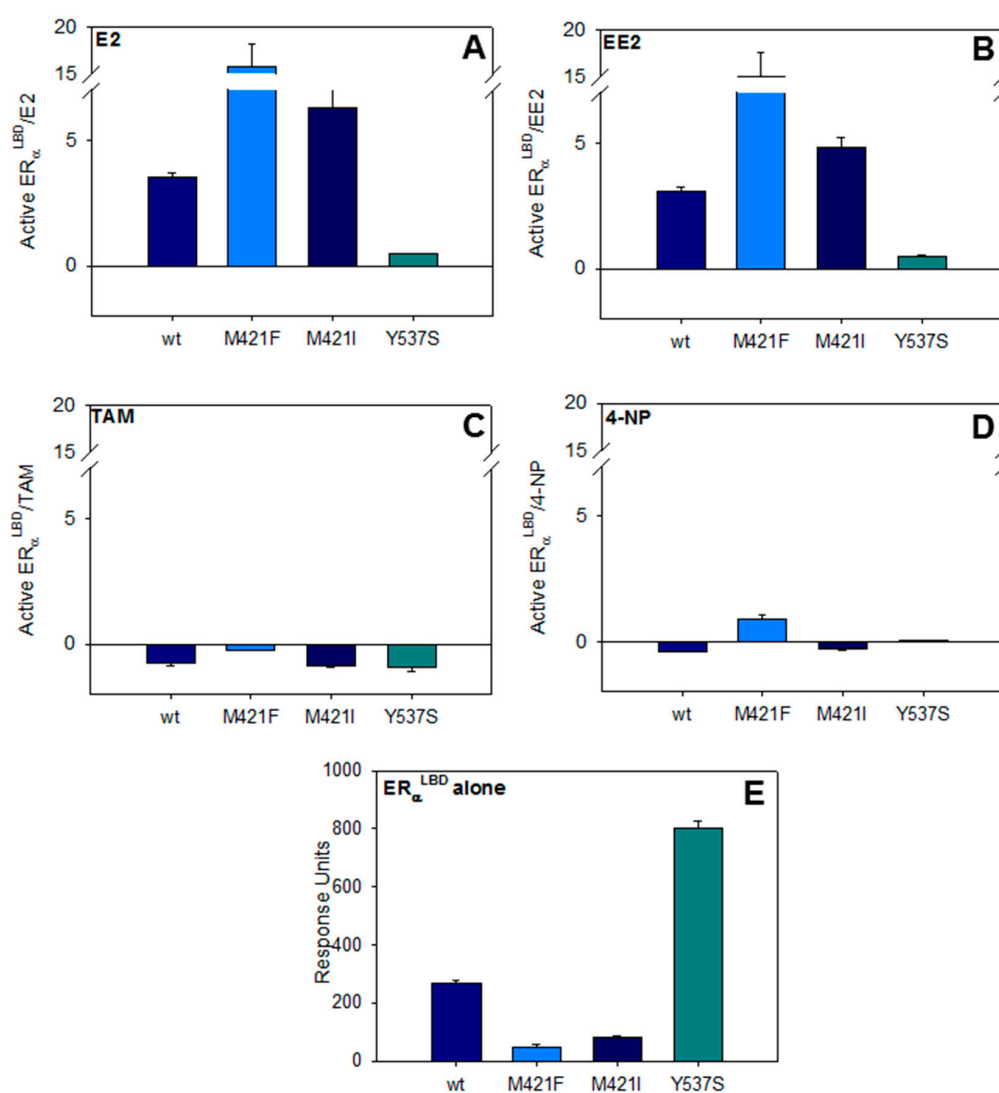 E2 A
20
15
5
0
Active ERα^LBD/E2
wt M421F M421I Y537S
EE2 B
20
15
5
0
Active ERα^LBD/EE2
wt M421F M421I Y537S
TAM C
20
15
5
0
Active ERα^LBD/TAM
wt M421F M421I Y537S
4-NP D
20
15
5
0
Active ERα^LBD/4-NP
wt M421F M421I Y537S
ERα^LBD alone E
1000
800
600
400
200
0
Response Units
wt M421F M421I Y537S